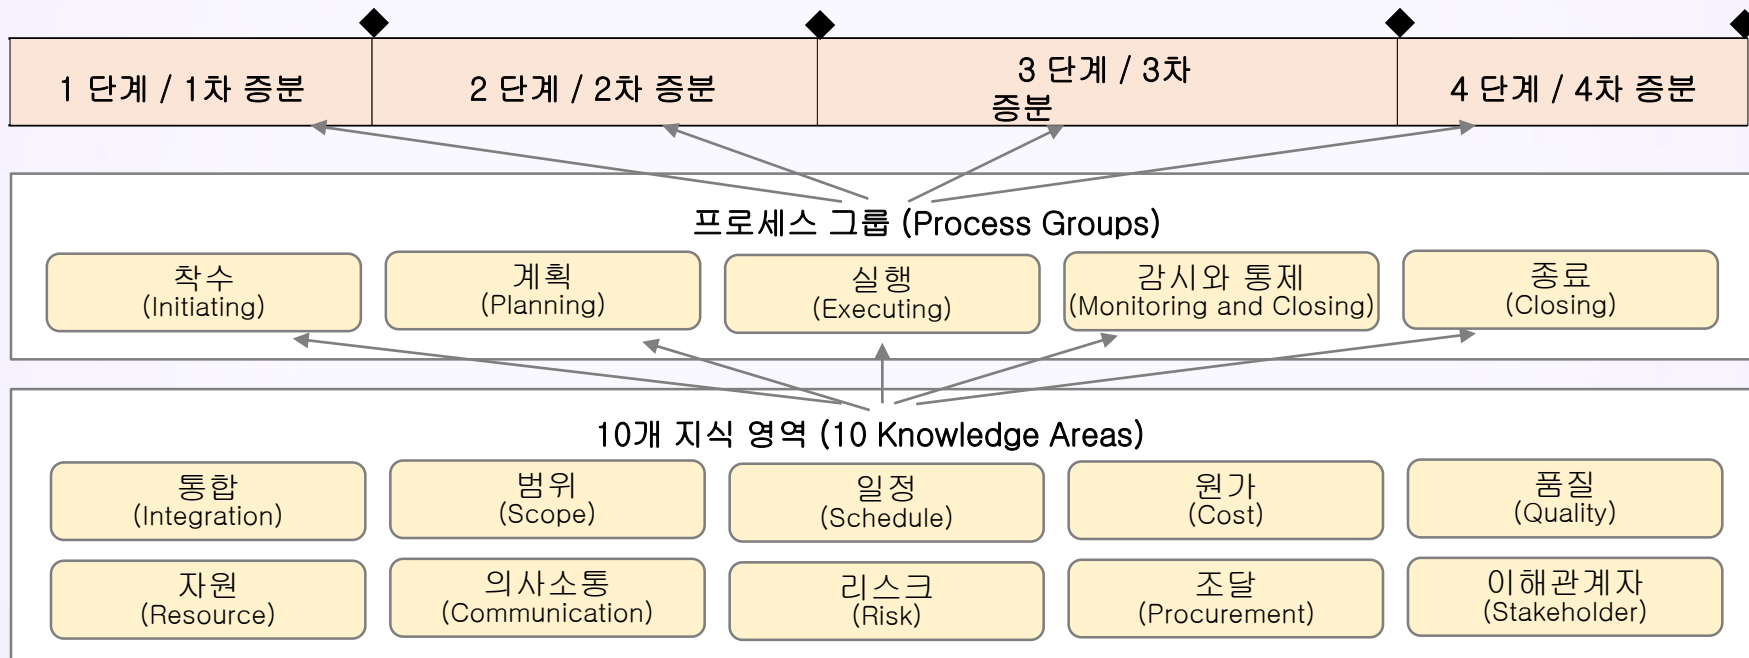 1 단계 / 1차 증분
2 단계 / 2차 증분
3 단계 / 3차
증분
4 단계 / 4차 증분
프로세스 그룹 (Process Groups)
착수
(Initiating)
계획
(Planning)
실행
(Executing)
감시와 통제
(Monitoring and Closing)
종료
(Closing)
10개 지식 영역 (10 Knowledge Areas)
통합
(Integration)
범위
(Scope)
일정
(Schedule)
원가
(Cost)
품질
(Quality)
자원
(Resource)
의사소통
(Communication)
리스크
(Risk)
조달
(Procurement)
이해관계자
(Stakeholder)